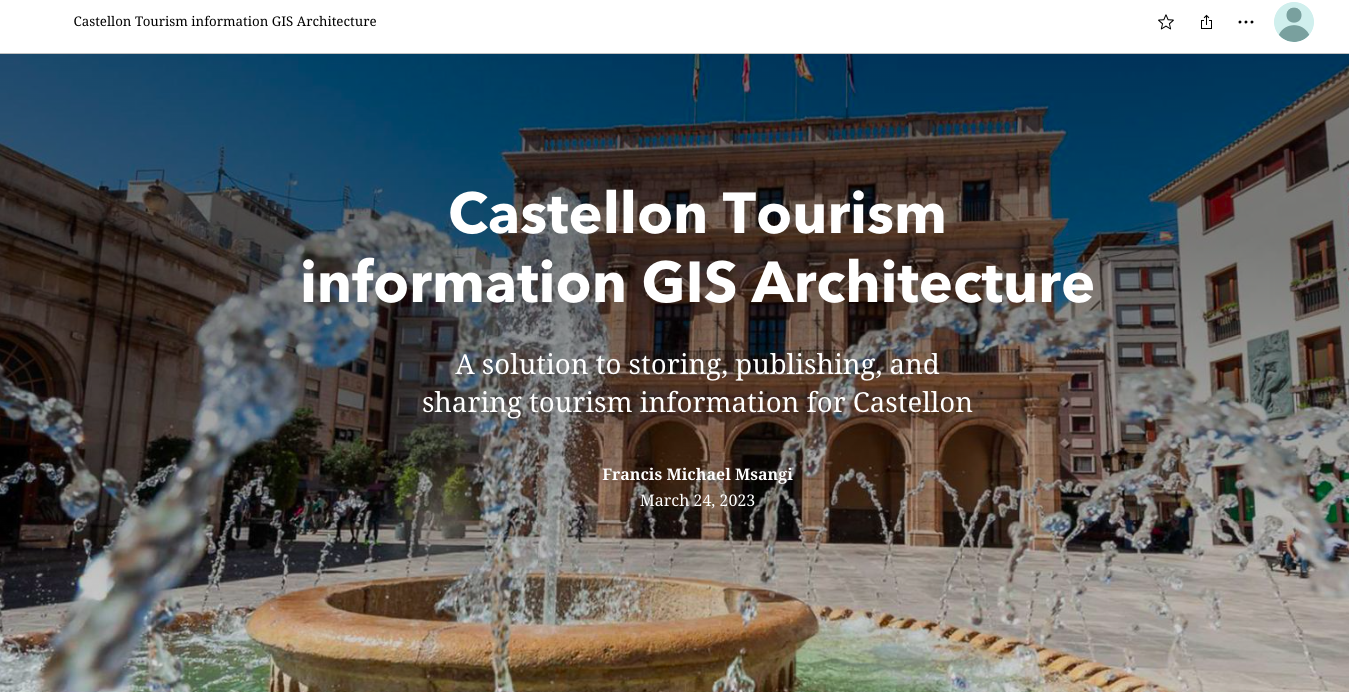 Castellon Tourism information GIS Architecture
Castellon Tourism
information GIS Architecture
A solution to storing, publishing, and
sharing tourism information for Castellon
Francis Michael Msangi
March 24, 2023